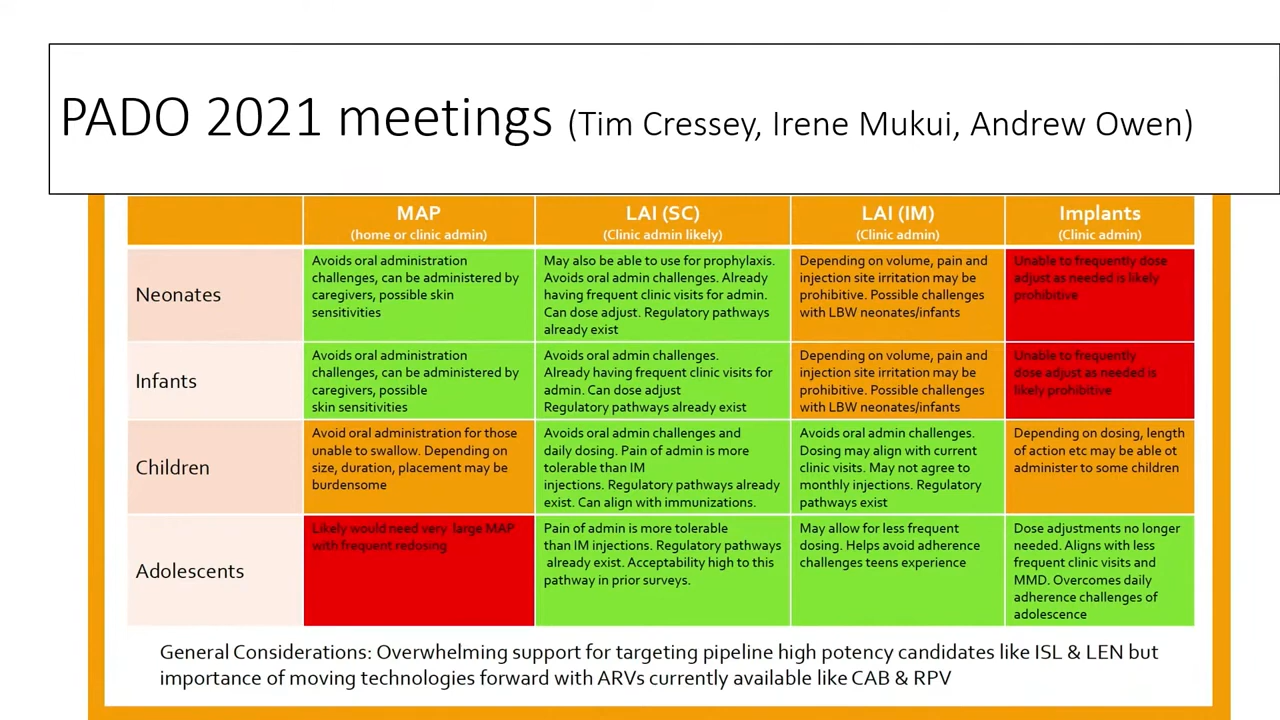 PADO 2021 meetings (Tim Cressey, Irene Mukui, Andrew Owen)
MAP
(home or clinic admin)
LAI (SC)
(Clinic admin likely)
LAI (IM)
(Clinic admin)
Implants
(Clinic admin)
Neonates
Avoids oral administration
challenges, can be administered by
caregivers, possible skin
sensitivities
May also be able to use for prophylaxis.
Avoids oral admin challenges. Already
having frequent clinic visits for admin.
Can dose adjust. Regulatory pathways
already exist
Depending on volume, pain and
injection site irritation may be
prohibitive. Possible challenges
with LBW neonates/infants
Unable to frequently dose
adjust as needed is likely
prohibitive
Infants
Avoids oral administration
challenges, can be administered by
caregivers, possible
skin sensitivities
Avoids oral admin challenges.
Already having frequent clinic visits for
admin. Can dose adjust
Regulatory pathways already exist
Depending on volume, pain and
injection site irritation may be
prohibitive. Possible challenges
with LBW neonates/infants
Unable to frequently
dose adjust as needed is
likely prohibitive
Children
Avoid oral administration for those
unable to swallow. Depending on
size, duration, placement may be
burdensome
Avoids oral admin challenges and
daily dosing. Pain of admin is more
tolerable than IM
injections. Regulatory pathways already
exist. Can align with immunizations.
Avoids oral admin challenges.
Dosing may align with current
clinic visits. May not agree to
monthly injections. Regulatory
pathways exist
Depending on dosing, length
of action etc may be able ot
administer to some children
Adolescents
Likely would need very large MAP
with frequent redosing
Pain of admin is more tolerable
than IM injections. Regulatory pathways
already exist. Acceptability high to this
pathway in prior surveys.
May allow for less frequent
dosing. Helps avoid adherence
challenges teens experience
Dose adjustments no longer
needed. Aligns with less
frequent clinic visits and
MMD. Overcomes daily
adherence challenges of
adolescence
General Considerations: Overwhelming support for targeting pipeline high potency candidates like ISL & LEN but
importance of moving technologies forward with ARVs currently available like CAB & RPV